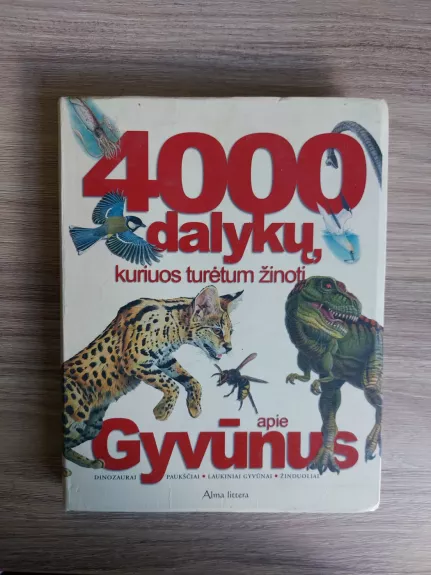 4000
dalykų,
kuriuos turėtum žinoti
apie
Gyvūnus
DINOZAURAI PAUKŠČIAI • LAUKINIAI GYVŪNAI • ŽINDUOLIAI
Alma littera